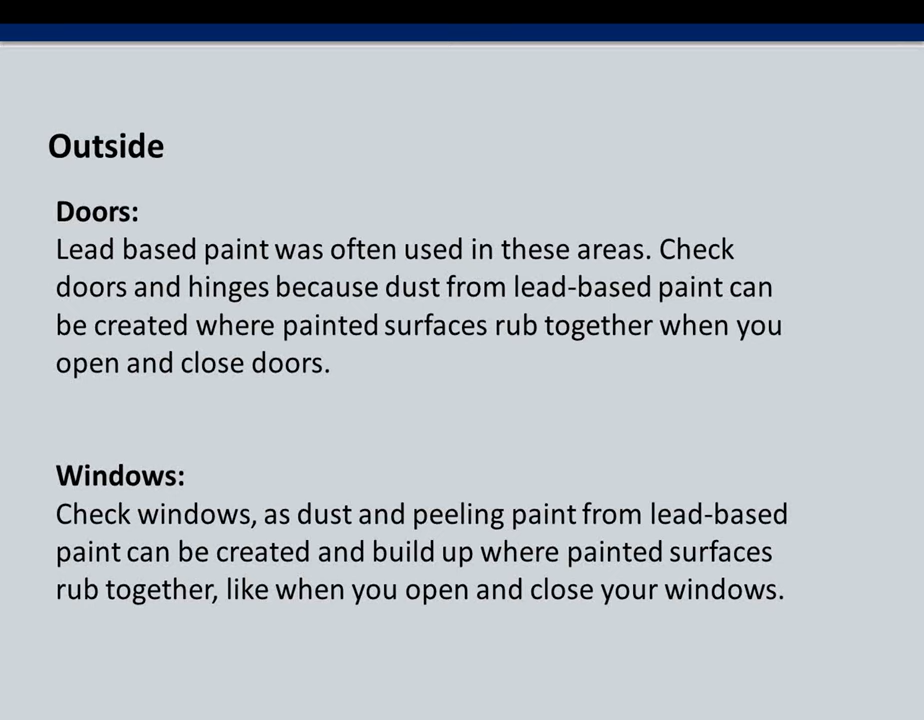 Outside
Doors:
Lead based paint was often used in these areas. Check
doors and hinges because dust from lead-based paint can
be created where painted surfaces rub together when you
open and close doors.
Windows:
Check windows, as dust and peeling paint from lead-based
paint can be created and build up where painted surfaces
rub together, like when you open and close your windows.